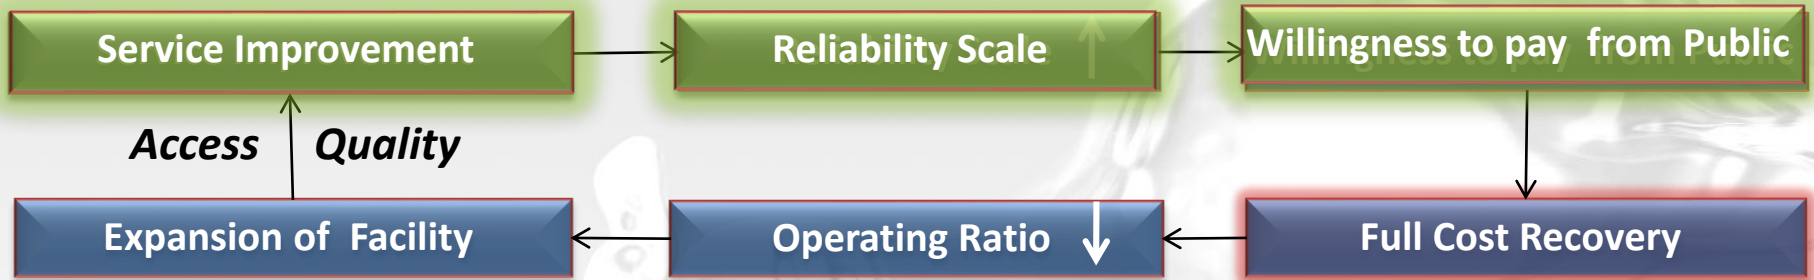 Service Improvement
Reliability Scale ↑
Willingness to pay from Public
Access Quality
Expansion of Facility
Operating Ratio ↓
Full Cost Recovery